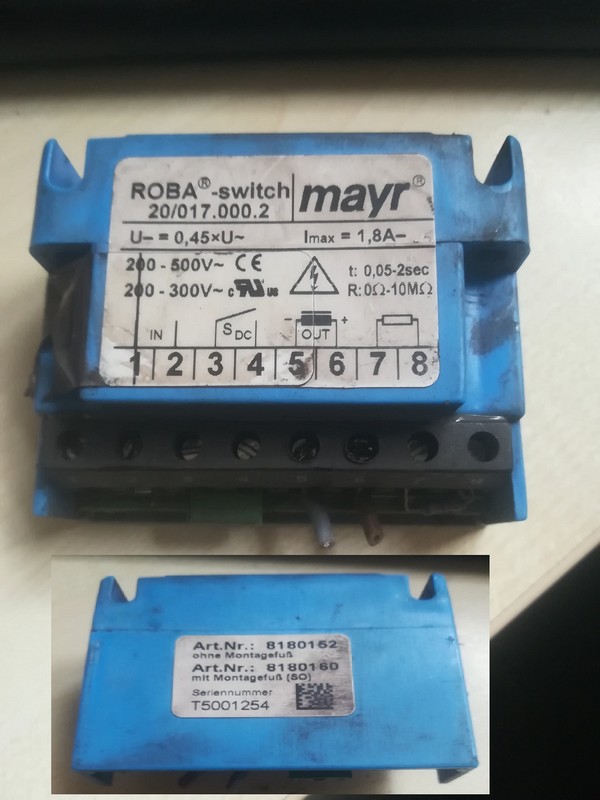 ROBA®-switch
20/017.000.2
mayr®
U- = 0,45×U~
Imax = 1,8A-
200 - 500V~ CE
200 - 300V~ c UR us
t: 0,05-2sec
R: 0Ω-10MΩ
IN
SDC
- +
OUT
1 2 3 4 5 6 7 8
Art.Nr.: 8180152
ohne Montagefuß
Art.Nr.: 8180160
mit Montagefuß (SO)
Seriennummer
T5001254